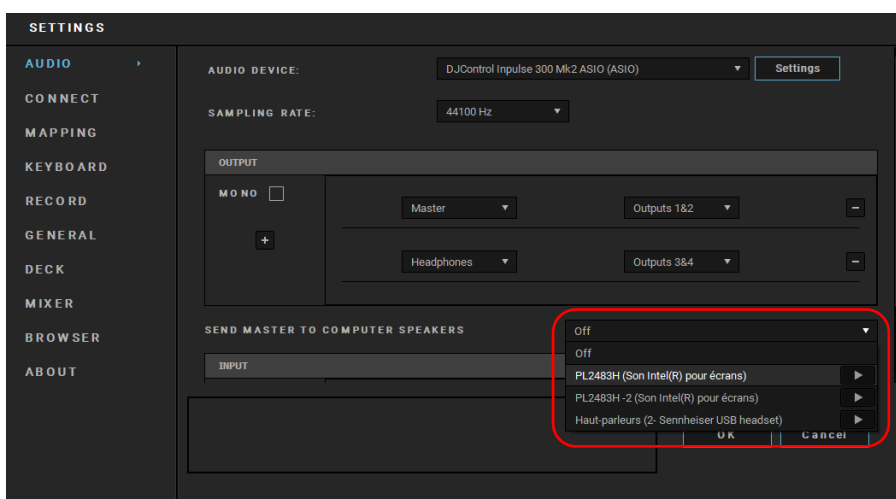 SETTINGS
AUDIO
CONNECT
MAPPING
KEYBOARD
RECORD
GENERAL
DECK
MIXER
BROWSER
ABOUT
AUDIO DEVICE: DJControl Inpulse 300 Mk2 ASIO (ASIO) Settings
SAMPLING RATE: 44100 Hz
OUTPUT
MONO
+
Master Outputs 1&2 −
Headphones Outputs 3&4 −
SEND MASTER TO COMPUTER SPEAKERS Off
Off
INPUT
PL2483H (Son Intel(R) pour écrans)
PL2483H -2 (Son Intel(R) pour écrans)
Haut-parleurs (2- Sennheiser USB headset)
OK Cancel